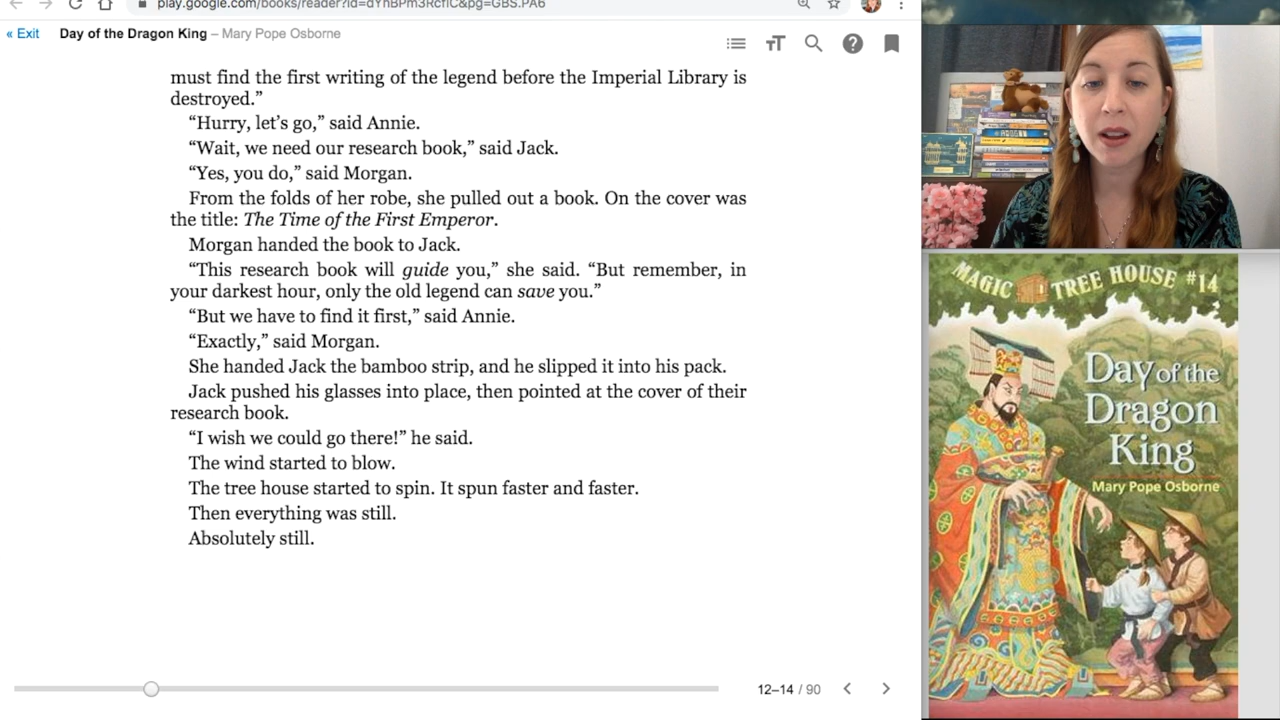 play.google.com/books/reader?id=dYnBPm3RcflC&pg=GBS.PA6
« Exit Day of the Dragon King – Mary Pope Osborne
must find the first writing of the legend before the Imperial Library is
destroyed.”
“Hurry, let’s go,” said Annie.
“Wait, we need our research book,” said Jack.
“Yes, you do,” said Morgan.
From the folds of her robe, she pulled out a book. On the cover was
the title: The Time of the First Emperor.
Morgan handed the book to Jack.
“This research book will guide you,” she said. “But remember, in
your darkest hour, only the old legend can save you.”
“But we have to find it first,” said Annie.
“Exactly,” said Morgan.
She handed Jack the bamboo strip, and he slipped it into his pack.
Jack pushed his glasses into place, then pointed at the cover of their
research book.
“I wish we could go there!” he said.
The wind started to blow.
The tree house started to spin. It spun faster and faster.
Then everything was still.
Absolutely still.
12–14 / 90
MAGIC TREE HOUSE #14
Day of the
Dragon
King
Mary Pope Osborne